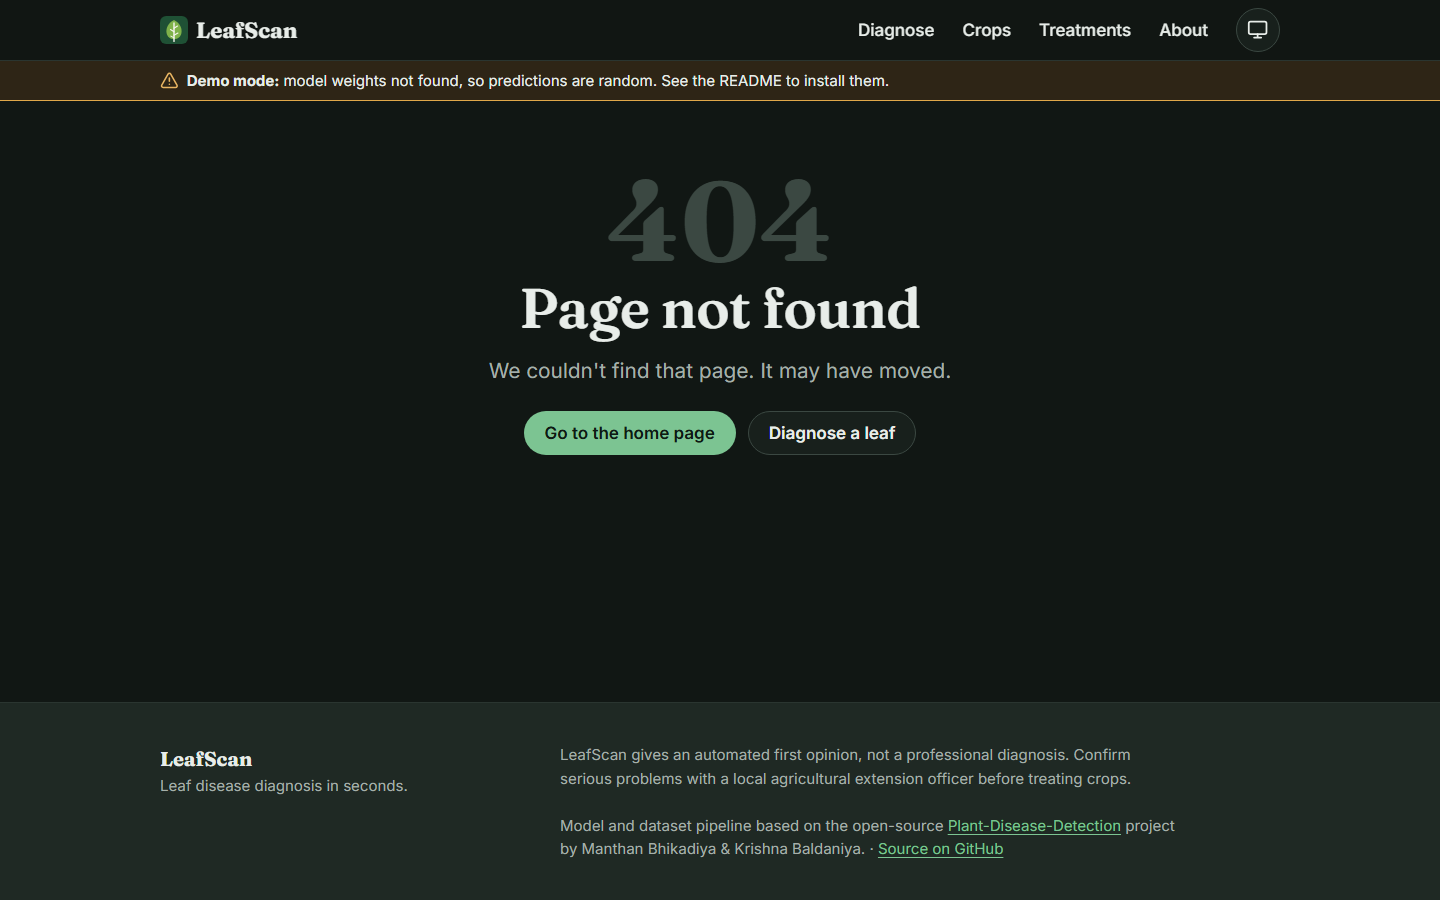 LeafScan
Diagnose Crops Treatments About
Demo mode: model weights not found, so predictions are random. See the README to install them.
404
Page not found
We couldn't find that page. It may have moved.
Go to the home page
Diagnose a leaf
LeafScan
Leaf disease diagnosis in seconds.
LeafScan gives an automated first opinion, not a professional diagnosis. Confirm
serious problems with a local agricultural extension officer before treating crops.
Model and dataset pipeline based on the open-source Plant-Disease-Detection project
by Manthan Bhikadiya & Krishna Baldaniya. · Source on GitHub